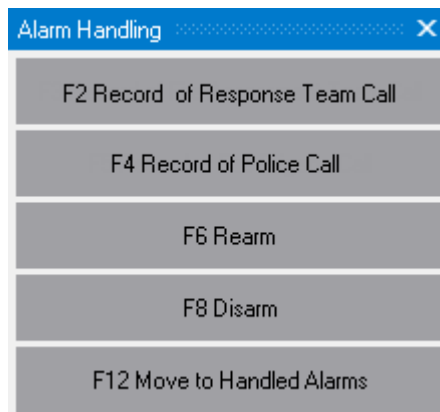 Alarm Handling
F2 Record of Response Team Call
F4 Record of Police Call
F6 Rearm
F8 Disarm
F12 Move to Handled Alarms